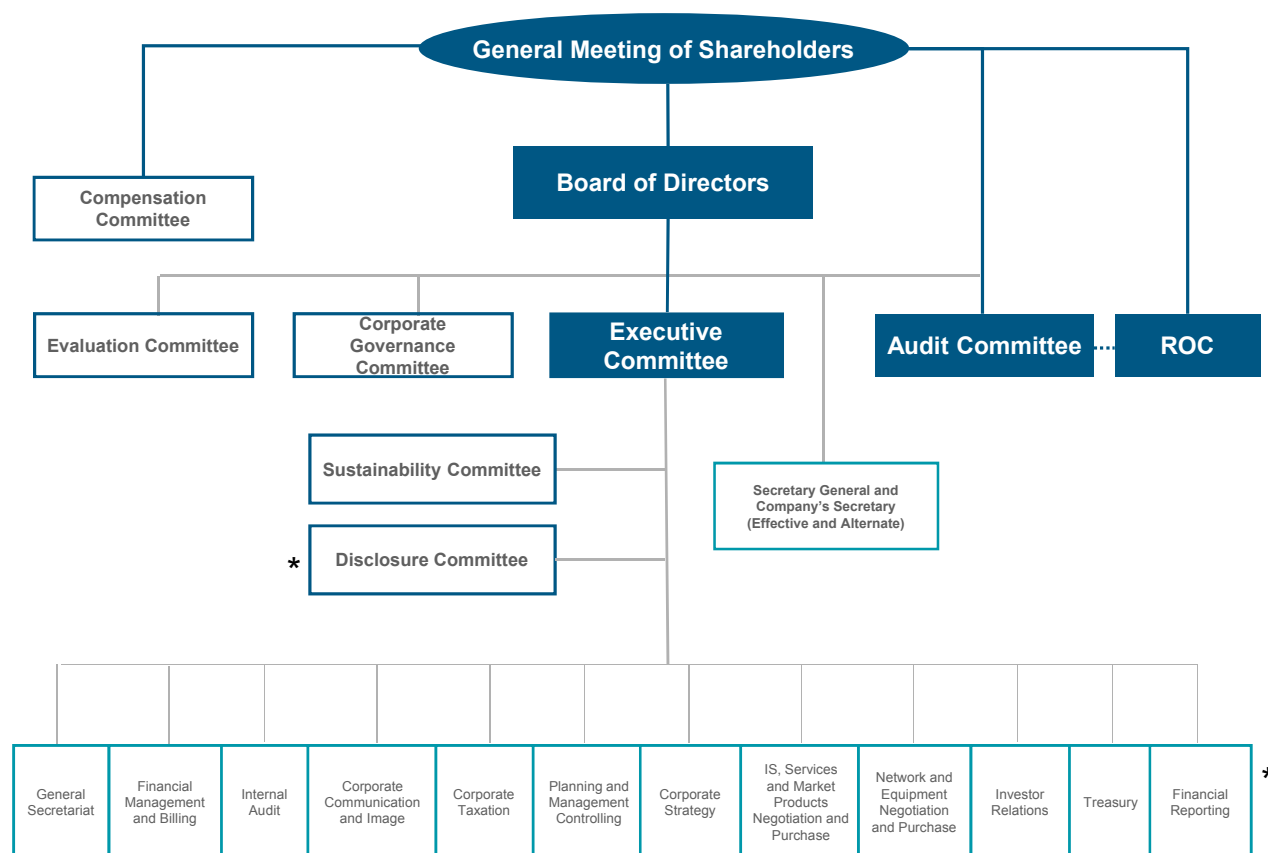 General Meeting of Shareholders
Compensation
Committee
Board of Directors
Evaluation Committee
Corporate
Governance
Committee
Executive
Committee
Audit Committee
ROC
Sustainability Committee
Secretary General and
Company's Secretary
(Effective and Alternate)
*
Disclosure Committee
General
Secretariat
Financial
Management
and Billing
Internal
Audit
Corporate
Communication
and Image
Corporate
Taxation
Planning and
Management
Controlling
Corporate
Strategy
IS, Services
and Market
Products
Negotiation and
Purchase
Network and
Equipment
Negotiation
and Purchase
Investor
Relations
Treasury
Financial
Reporting
*